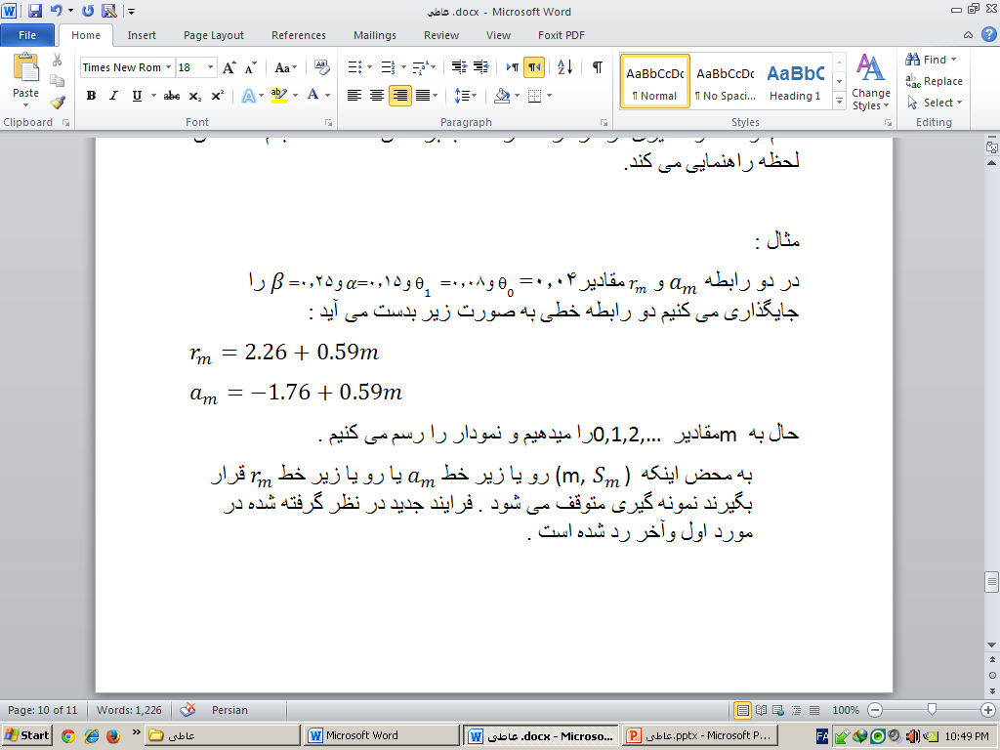 عاطی .docx - Microsoft Word
File Home Insert Page Layout References Mailings Review View Foxit PDF
Paste
Times New Rom 18
Clipboard Font Paragraph Styles Editing
AaBbCcDc AaBbCcDc AaBbC
¶ Normal ¶ No Spaci... Heading 1
Change Styles
Find
Replace
Select
لحظه راهنمایی می کند.
مثال :
در دو رابطه a_m و r_m مقادیر θ_0 =۰,۰۴ و θ_1 =۰,۰۸ و α=۰,۱۵ و β =۰,۲۵ را
جایگذاری می کنیم دو رابطه خطی به صورت زیر بدست می آید :
r_m = 2.26 + 0.59m
a_m = −1.76 + 0.59m
حال به m مقادیر 0,1,2,... را میدهیم و نمودار را رسم می کنیم .
به محض اینکه (m, S_m) رو یا زیر خط a_m یا رو یا زیر خط r_m قرار
بگیرند نمونه گیری متوقف می شود . فرایند جدید در نظر گرفته شده در
مورد اول وآخر رد شده است .
Page: 10 of 11 Words: 1,226 Persian 100%
Start عاطی Microsoft Word عاطی .docx - Microso... عاطی.pptx - Microsoft P... FA 10:49 PM